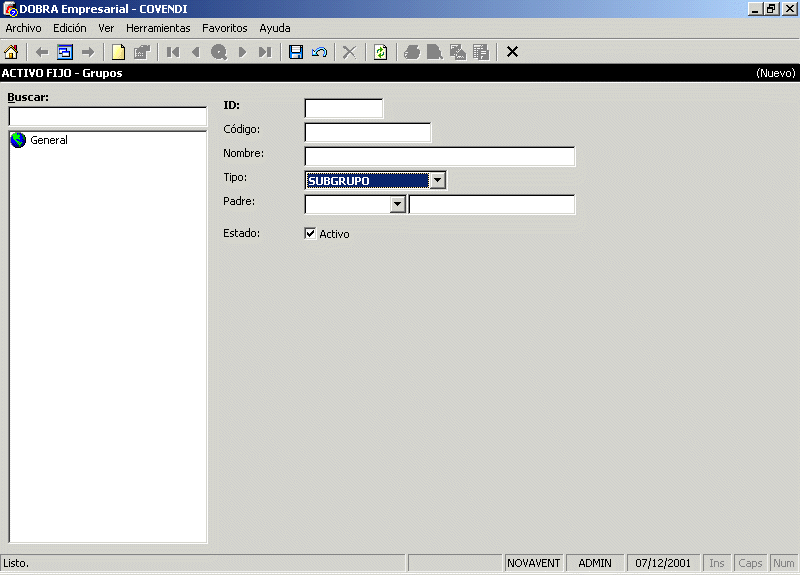 DOBRA Empresarial - COVENDI
Archivo Edición Ver Herramientas Favoritos Ayuda
ACTIVO FIJO - Grupos (Nuevo)
Buscar:
General
ID:
Código:
Nombre:
Tipo: SUBGRUPO
Padre:
Estado: Activo
Listo. NOVAVENT ADMIN 07/12/2001 Ins Caps Num